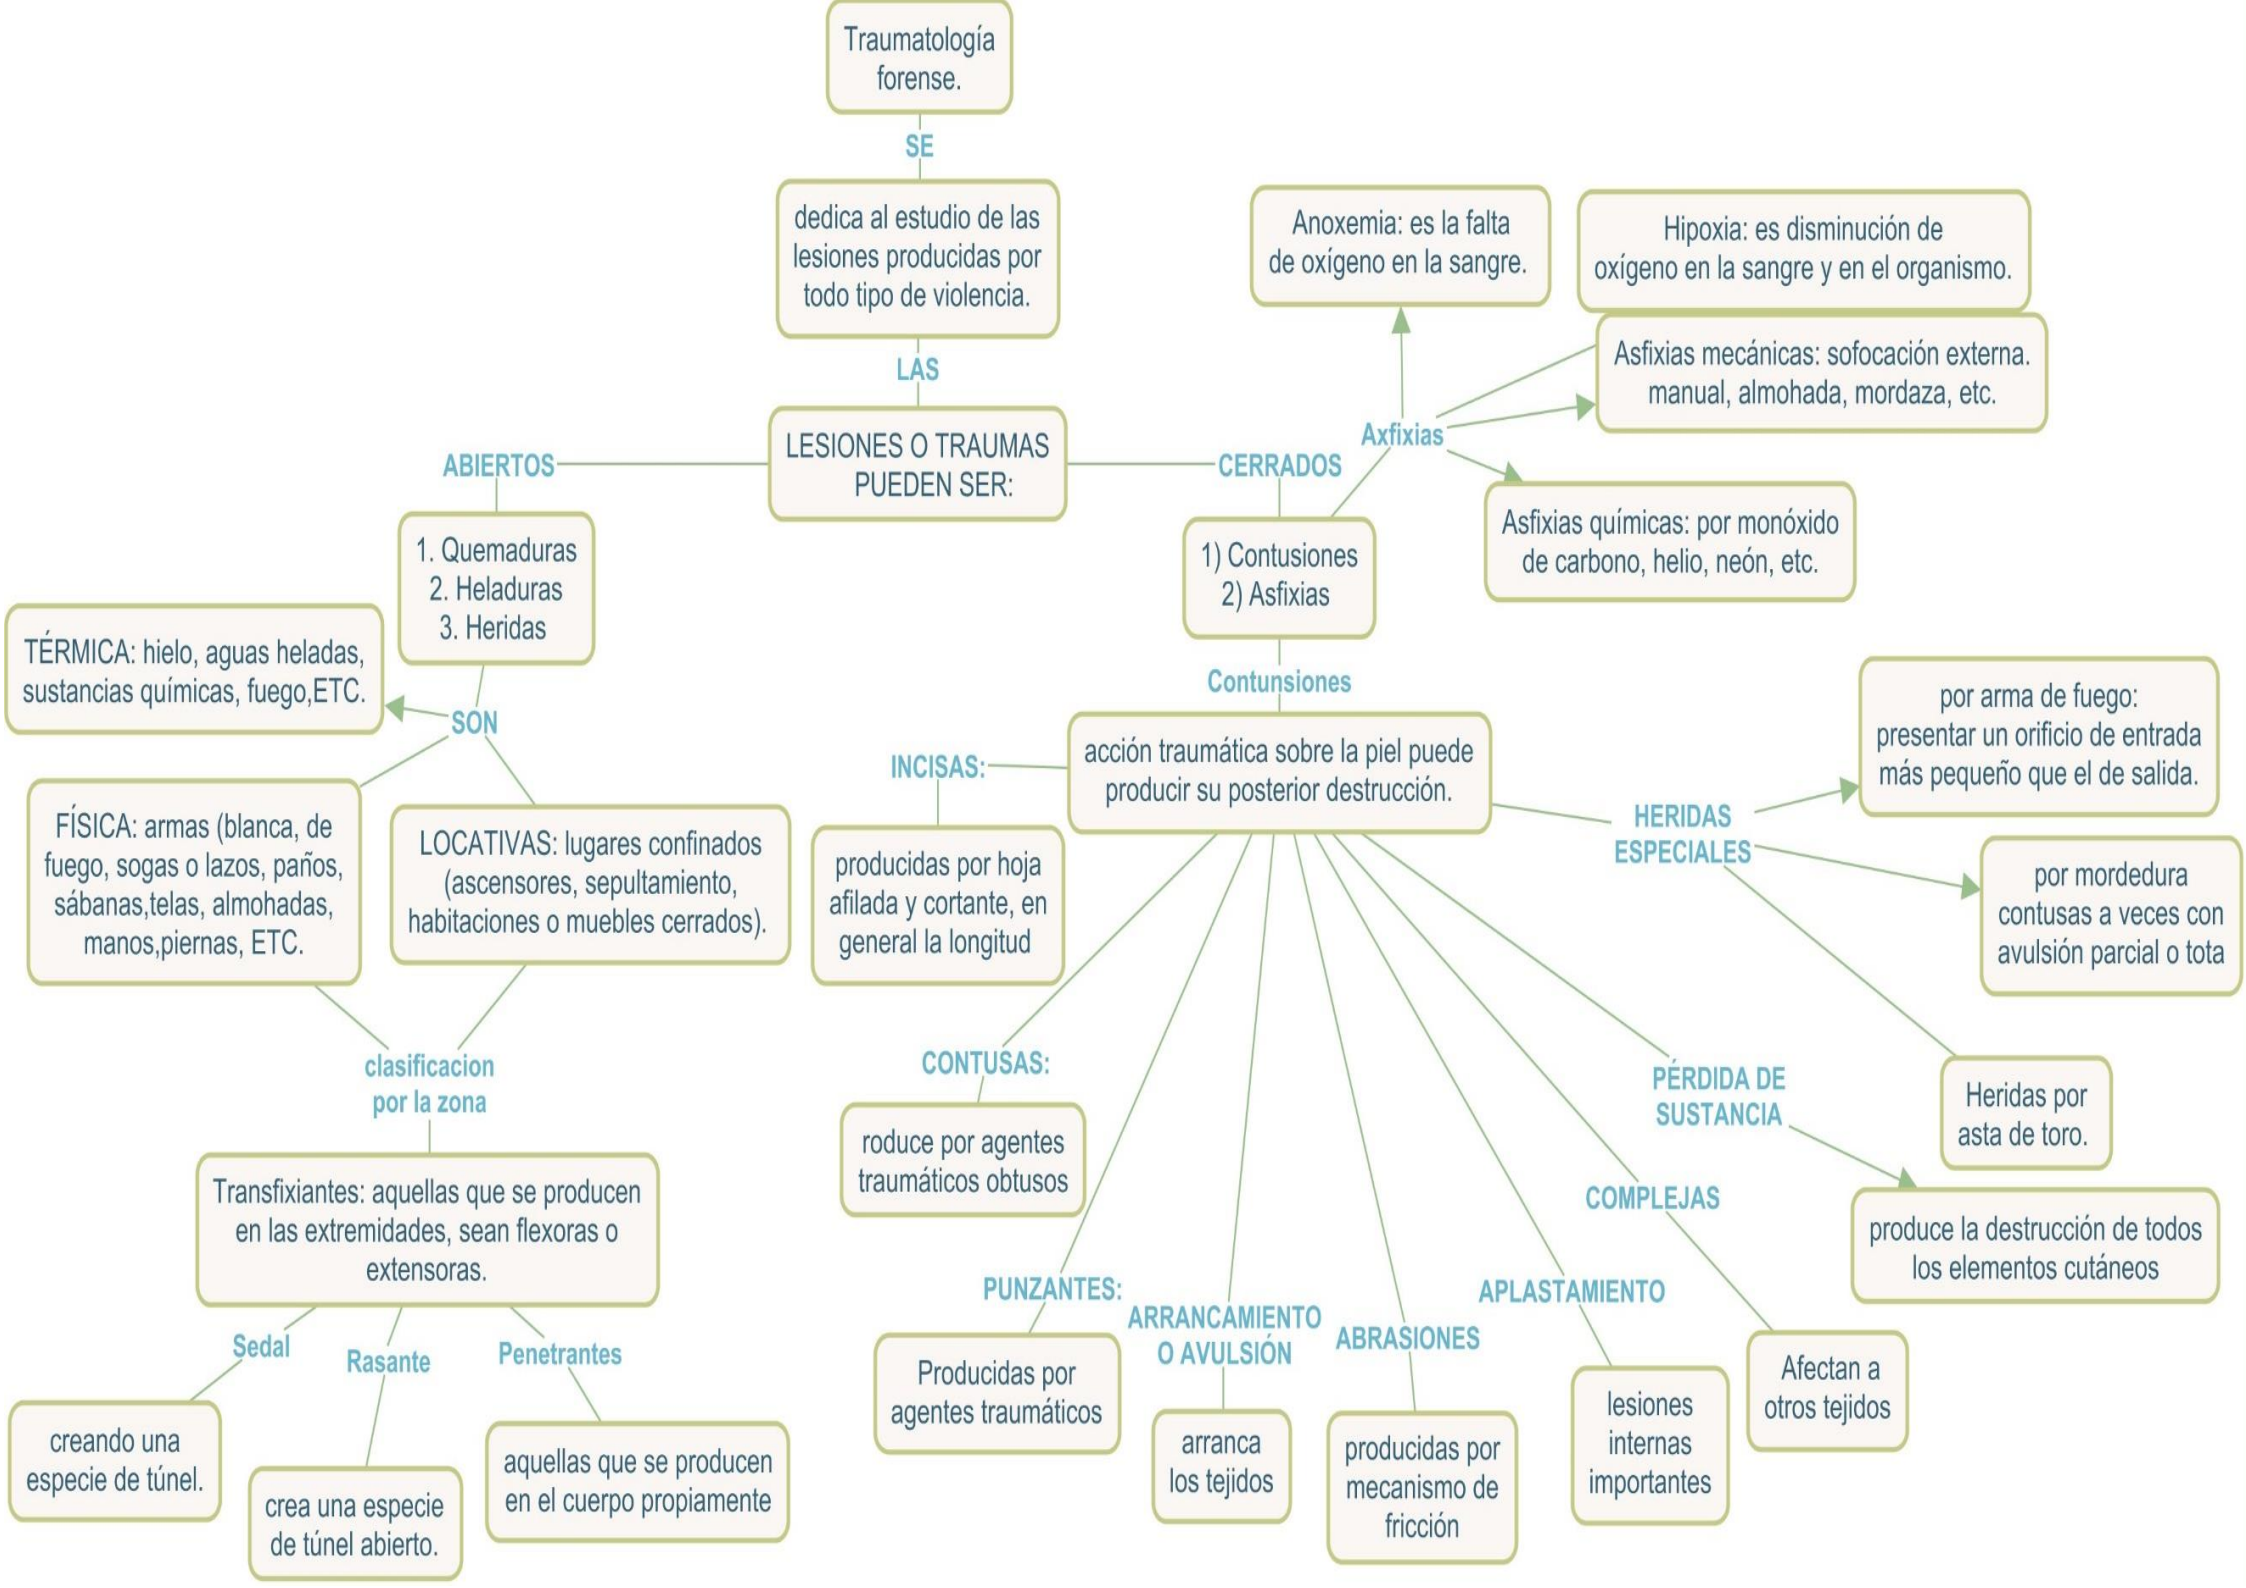 Traumatología
forense.
SE
dedica al estudio de las
lesiones producidas por
todo tipo de violencia.
LAS
LESIONES O TRAUMAS
PUEDEN SER:
ABIERTOS
1. Quemaduras
2. Heladuras
3. Heridas
SON
TÉRMICA: hielo, aguas heladas,
sustancias químicas, fuego,ETC.
FÍSICA: armas (blanca, de
fuego, sogas o lazos, paños,
sábanas,telas, almohadas,
manos,piernas, ETC.
LOCATIVAS: lugares confinados
(ascensores, sepultamiento,
habitaciones o muebles cerrados).
clasificacion
por la zona
Transfixiantes: aquellas que se producen
en las extremidades, sean flexoras o
extensoras.
Sedal
creando una
especie de túnel.
Rasante
crea una especie
de túnel abierto.
Penetrantes
aquellas que se producen
en el cuerpo propiamente
CERRADOS
1) Contusiones
2) Asfixias
Axfixias
Anoxemia: es la falta
de oxígeno en la sangre.
Hipoxia: es disminución de
oxígeno en la sangre y en el organismo.
Asfixias mecánicas: sofocación externa.
manual, almohada, mordaza, etc.
Asfixias químicas: por monóxido
de carbono, helio, neón, etc.
Contunsiones
acción traumática sobre la piel puede
producir su posterior destrucción.
INCISAS:
producidas por hoja
afilada y cortante, en
general la longitud
CONTUSAS:
roduce por agentes
traumáticos obtusos
PUNZANTES:
Producidas por
agentes traumáticos
ARRANCAMIENTO
O AVULSIÓN
arranca
los tejidos
ABRASIONES
producidas por
mecanismo de
fricción
APLASTAMIENTO
lesiones
internas
importantes
COMPLEJAS
Afectan a
otros tejidos
PÉRDIDA DE
SUSTANCIA
produce la destrucción de todos
los elementos cutáneos
HERIDAS
ESPECIALES
por arma de fuego:
presentar un orificio de entrada
más pequeño que el de salida.
por mordedura
contusas a veces con
avulsión parcial o tota
Heridas por
asta de toro.